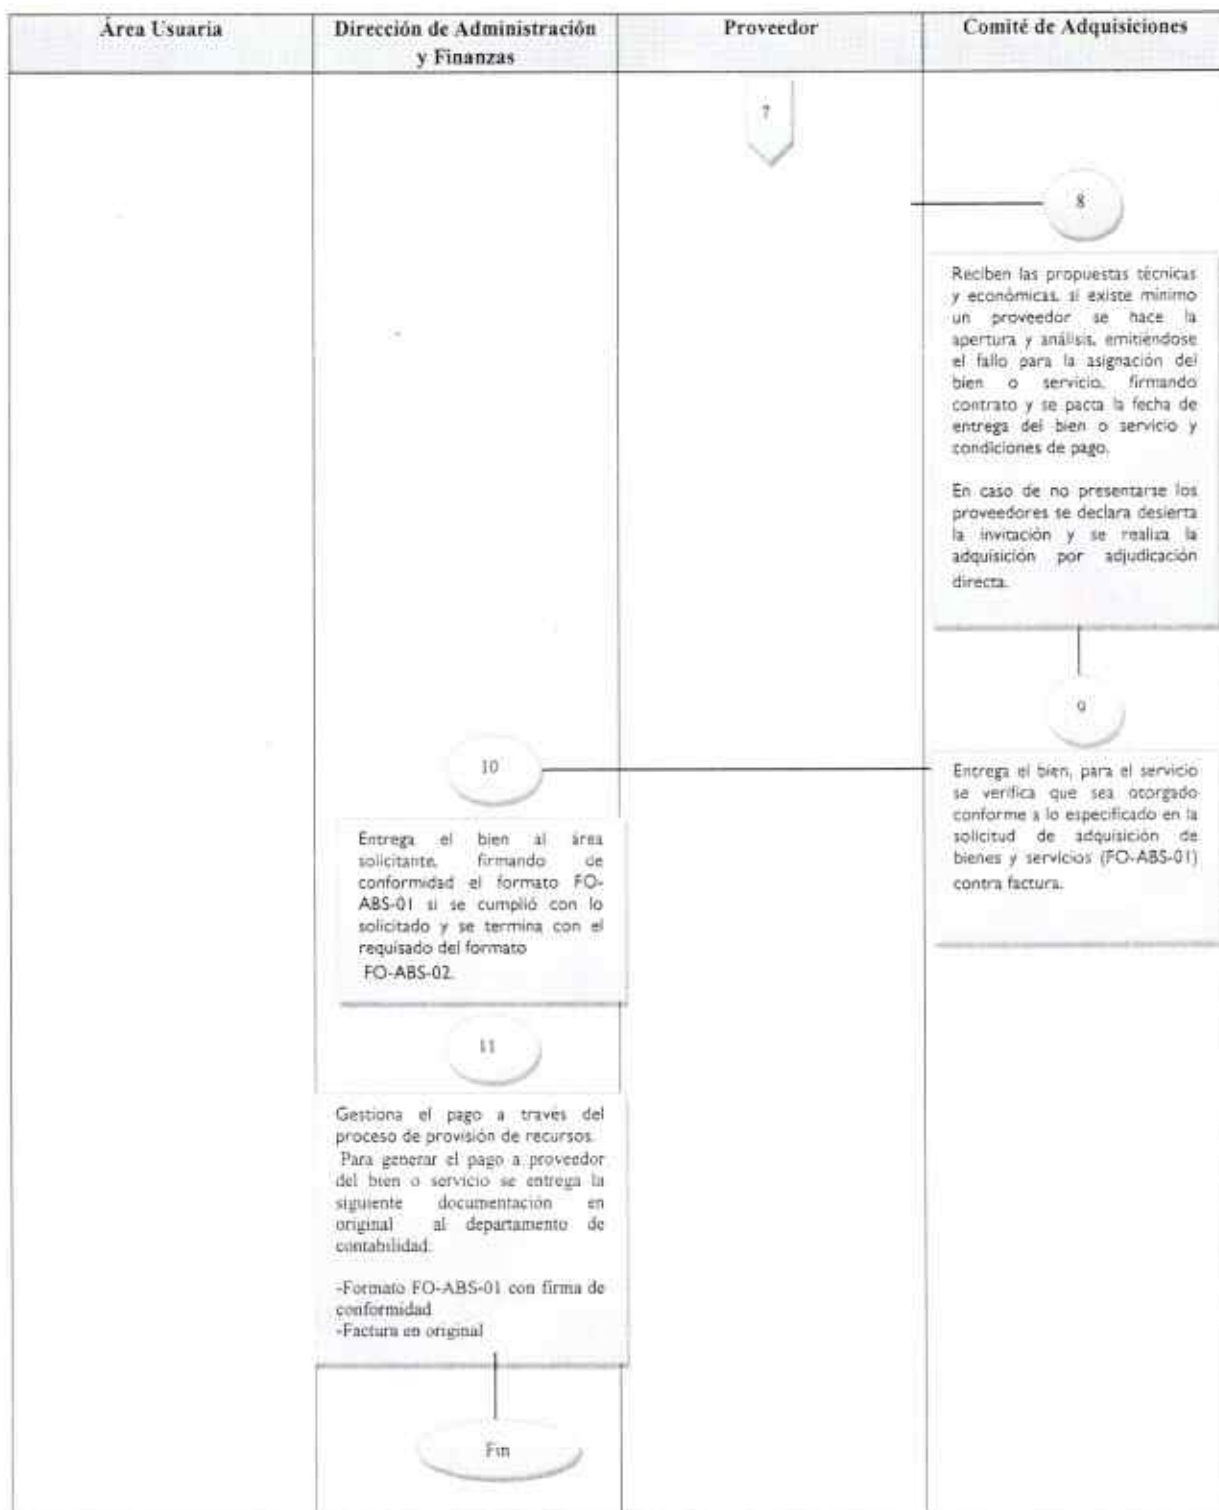 Área Usuaria
Dirección de Administración
y Finanzas
Proveedor
Comité de Adquisiciones
7
8
Reciben las propuestas técnicas
y económicas, si existe mínimo
un proveedor se hace la
apertura y análisis, emitiéndose
el fallo para la asignación del
bien o servicio, firmando
contrato y se pacta la fecha de
entrega del bien o servicio y
condiciones de pago.
En caso de no presentarse los
proveedores se declara desierta
la invitación y se realiza la
adquisición por adjudicación
directa.
9
Entrega el bien, para el servicio
se verifica que sea otorgado
conforme a lo especificado en la
solicitud de adquisición de
bienes y servicios (FO-ABS-01)
contra factura.
10
Entrega el bien al área
solicitante, firmando de
conformidad el formato FO-
ABS-01 si se cumplió con lo
solicitado y se termina con el
requisado del formato
FO-ABS-02.
11
Gestiona el pago a través del
proceso de provisión de recursos.
Para generar el pago a proveedor
del bien o servicio se entrega la
siguiente documentación en
original al departamento de
contabilidad:
-Formato FO-ABS-01 con firma de
conformidad
-Factura en original
Fin